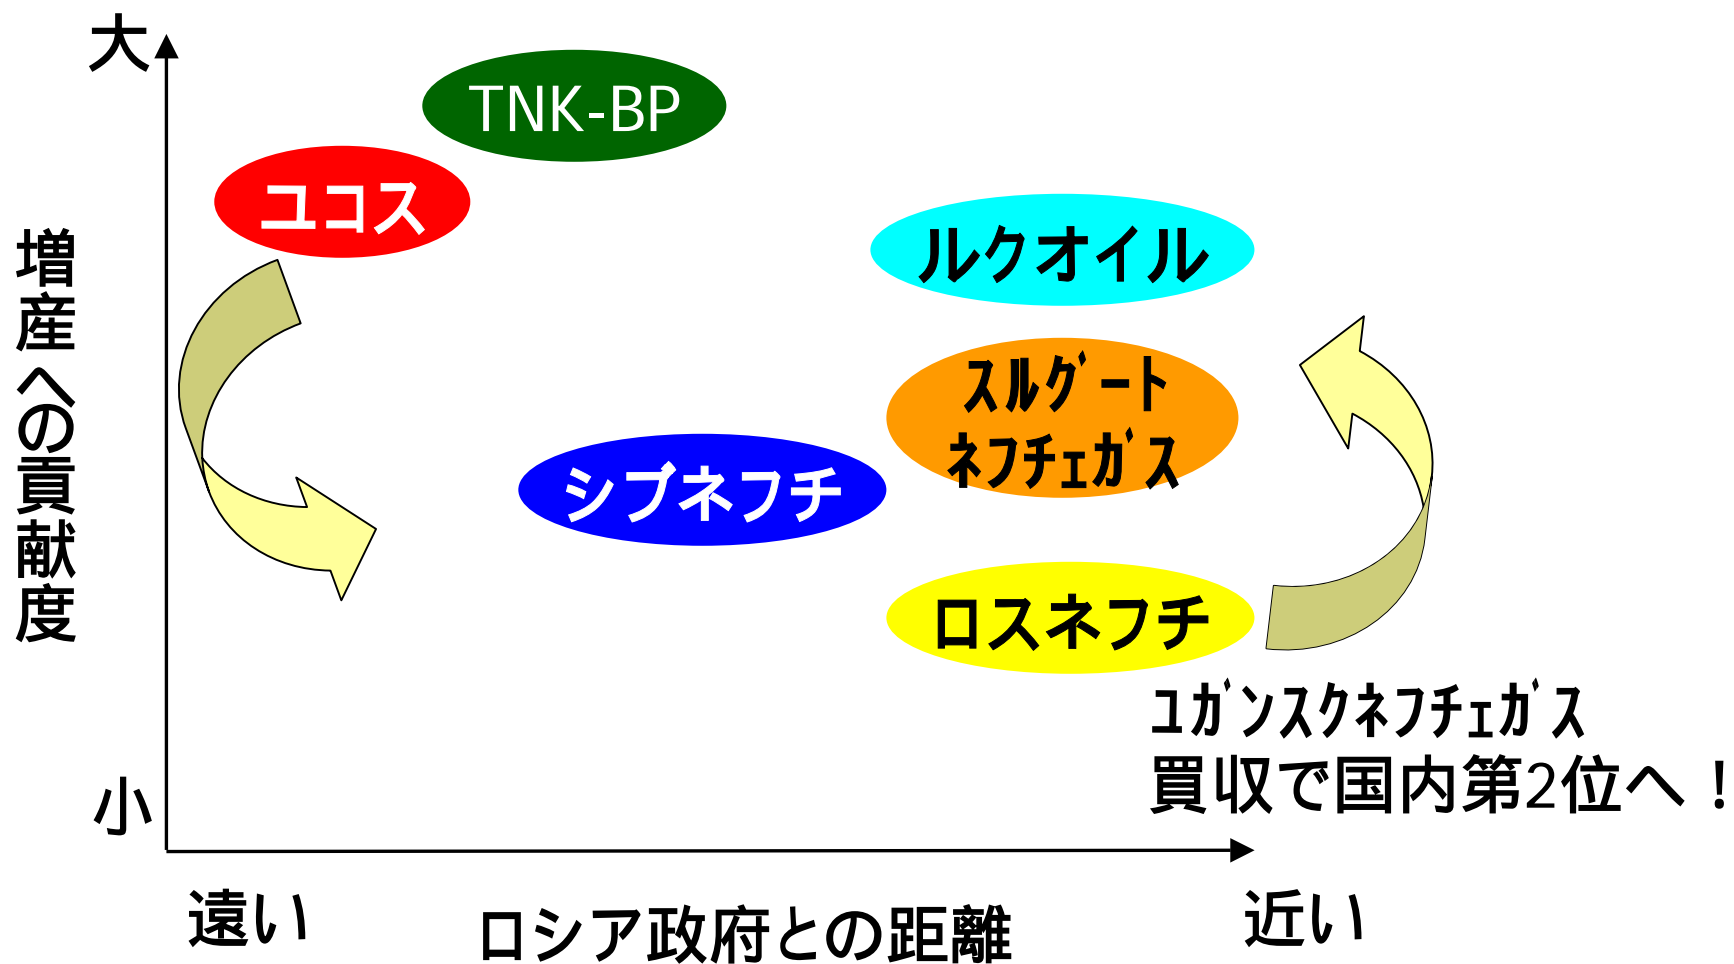 大
TNK-BP
ユコス
ルクオイル
ｽﾙｸﾞｰﾄ
ﾈﾌﾁｪｶﾞｽ
シブネフチ
ロスネフチ
増産への貢献度
ﾕｶﾞﾝｽｸﾈﾌﾁｪｶﾞｽ
買収で国内第2位へ！
小
遠い
ロシア政府との距離
近い